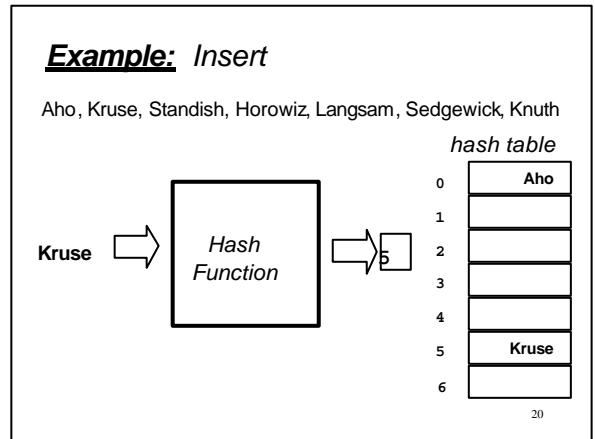 Example: Insert
Aho, Kruse, Standish, Horowiz, Langsam, Sedgewick, Knuth
hash table
0 Aho
1
Kruse Hash Function 5 2
3
4
5 Kruse
6
20